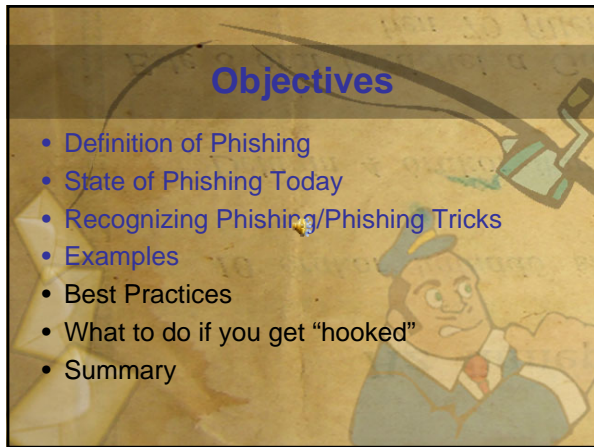 Objectives
• Definition of Phishing
• State of Phishing Today
• Recognizing Phishing/Phishing Tricks
• Examples
• Best Practices
• What to do if you get “hooked”
• Summary